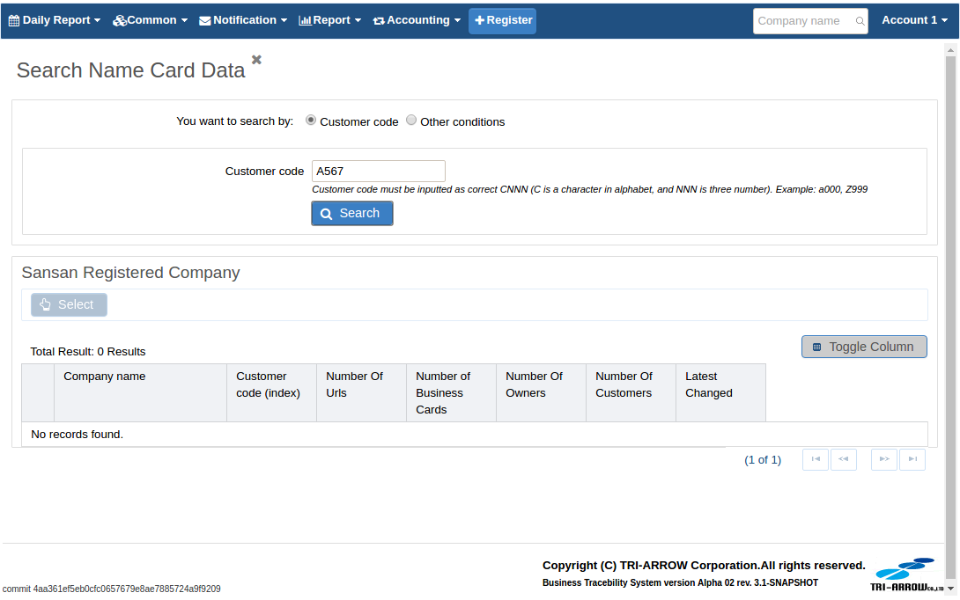 Daily Report Common Notification Report Accounting Register Company name Account 1
Search Name Card Data
You want to search by: Customer code Other conditions
Customer code A567
Customer code must be inputted as correct CNNN (C is a character in alphabet, and NNN is three number). Example: a000, Z999
Search
Sansan Registered Company
Select
Total Result: 0 Results
Toggle Column
Company name
Customer code (index)
Number Of Urls
Number of Business Cards
Number Of Owners
Number Of Customers
Latest Changed
No records found.
(1 of 1)
Copyright (C) TRI-ARROW Corporation.All rights reserved.
Business Tracebility System version Alpha 02 rev. 3.1-SNAPSHOT
TRI-ARROW
commit 4aa361ef5eb0cfc0657679e8ae7885724a9f9209